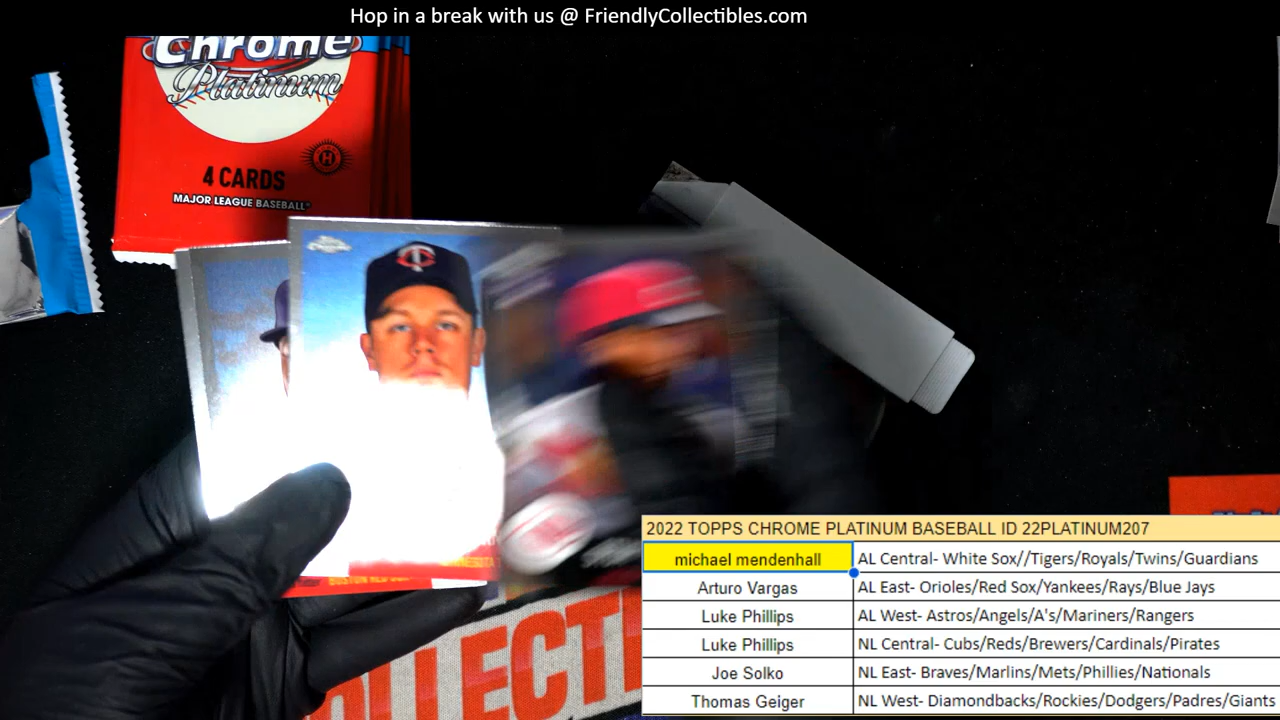 Hop in a break with us @ FriendlyCollectibles.com
Chrome
Platinum
4 CARDS
MAJOR LEAGUE BASEBALL
BOSTON RED
MINNESOTA
2022 TOPPS CHROME PLATINUM BASEBALL ID 22PLATINUM207
michael mendenhall AL Central- White Sox//Tigers/Royals/Twins/Guardians
Arturo Vargas AL East- Orioles/Red Sox/Yankees/Rays/Blue Jays
Luke Phillips AL West- Astros/Angels/A's/Mariners/Rangers
Luke Phillips NL Central- Cubs/Reds/Brewers/Cardinals/Pirates
Joe Solko NL East- Braves/Marlins/Mets/Phillies/Nationals
Thomas Geiger NL West- Diamondbacks/Rockies/Dodgers/Padres/Giants